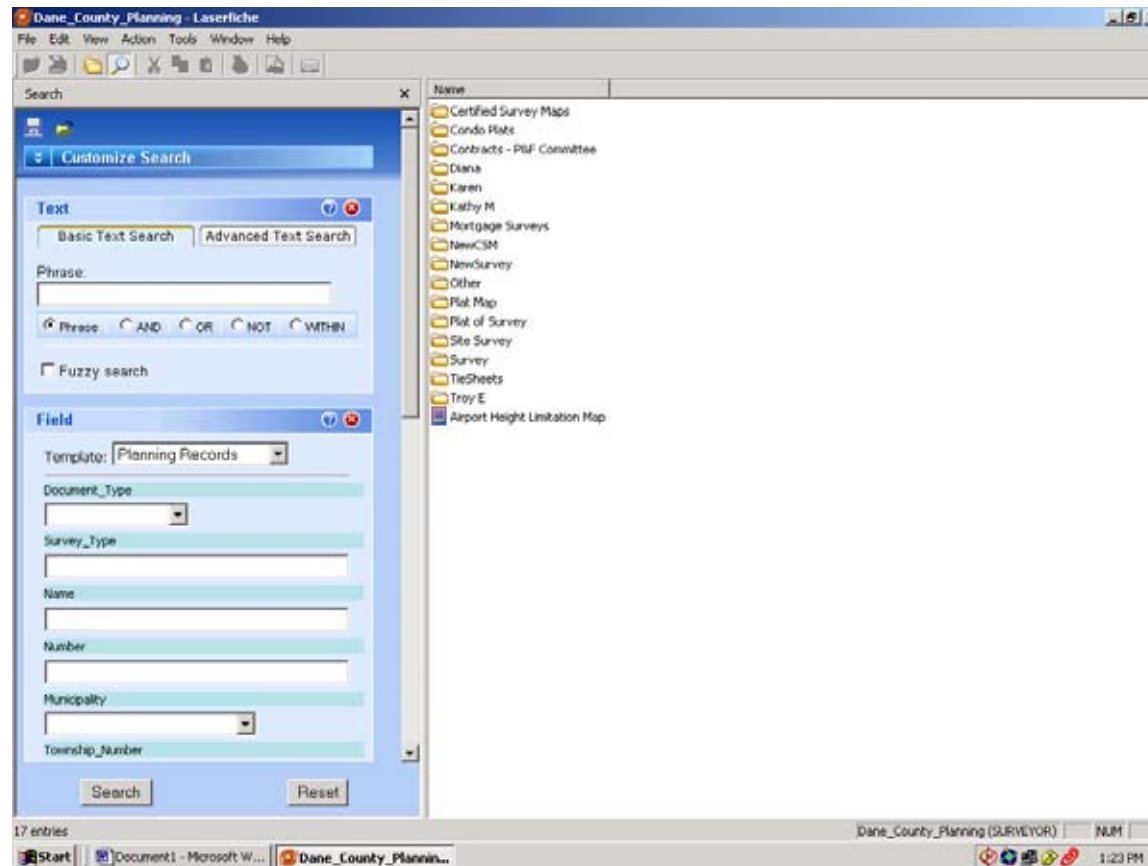 Dane_County_Planning - Laserfiche
File Edit View Action Tools Window Help
Search
Customize Search
Text
Basic Text Search Advanced Text Search
Phrase:
Phrase AND OR NOT WITHIN
Fuzzy search
Field
Template: Planning Records
Document_Type
Survey_Type
Name
Number
Municipality
Township_Number
Search Reset
Name
Certified Survey Maps
Condo Plats
Contracts - P&F Committee
Diana
Karen
Kathy M
Mortgage Surveys
NewCSM
NewSurvey
Other
Plat Map
Plat of Survey
Site Survey
Survey
TieSheets
Troy E
Airport Height Limitation Map
17 entries Dane_County_Planning (SURVEYOR) NUM
Start Document1 - Microsoft W... Dane_County_Plannin... 1:23 PM